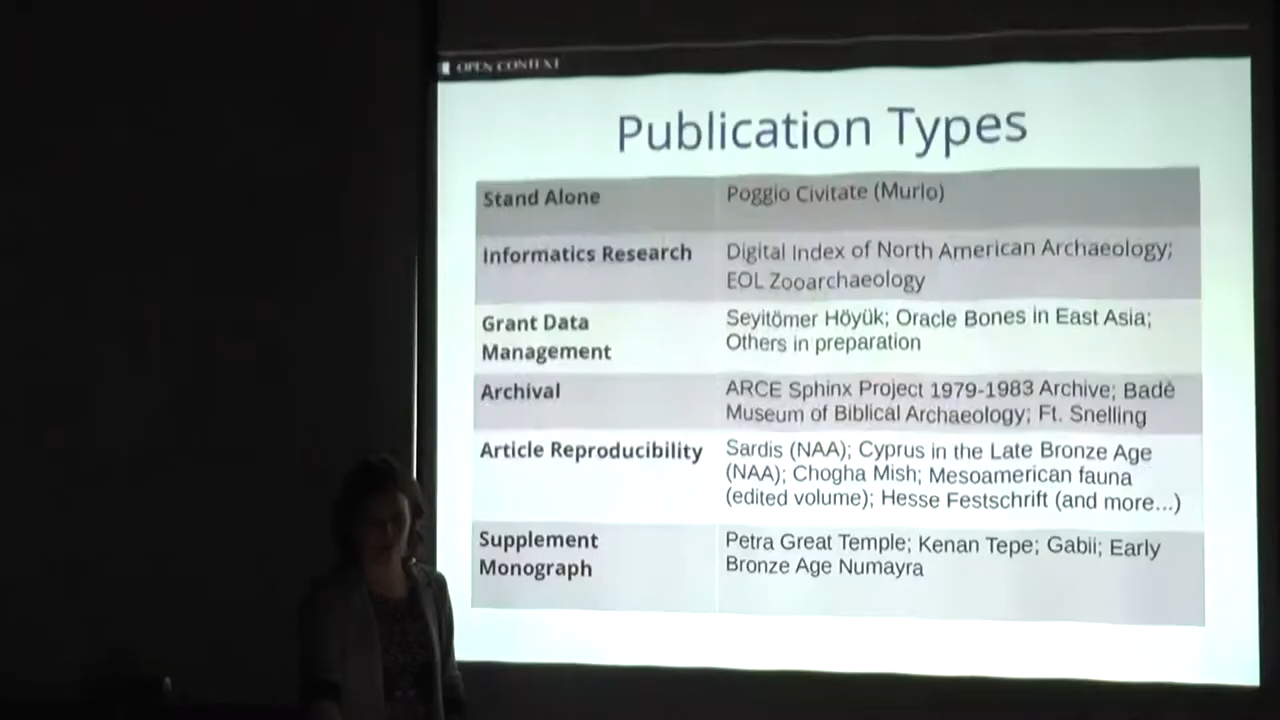 OPEN CONTEXT
Publication Types
Stand Alone
Poggio Civitate (Murlo)
Informatics Research
Digital Index of North American Archaeology;
EOL Zooarchaeology
Grant Data
Management
Seyitömer Höyük; Oracle Bones in East Asia;
Others in preparation
Archival
ARCE Sphinx Project 1979-1983 Archive; Badè
Museum of Biblical Archaeology; Ft. Snelling
Article Reproducibility
Sardis (NAA); Cyprus in the Late Bronze Age
(NAA); Chogha Mish; Mesoamerican fauna
(edited volume); Hesse Festschrift (and more...)
Supplement
Monograph
Petra Great Temple; Kenan Tepe; Gabii; Early
Bronze Age Numayra